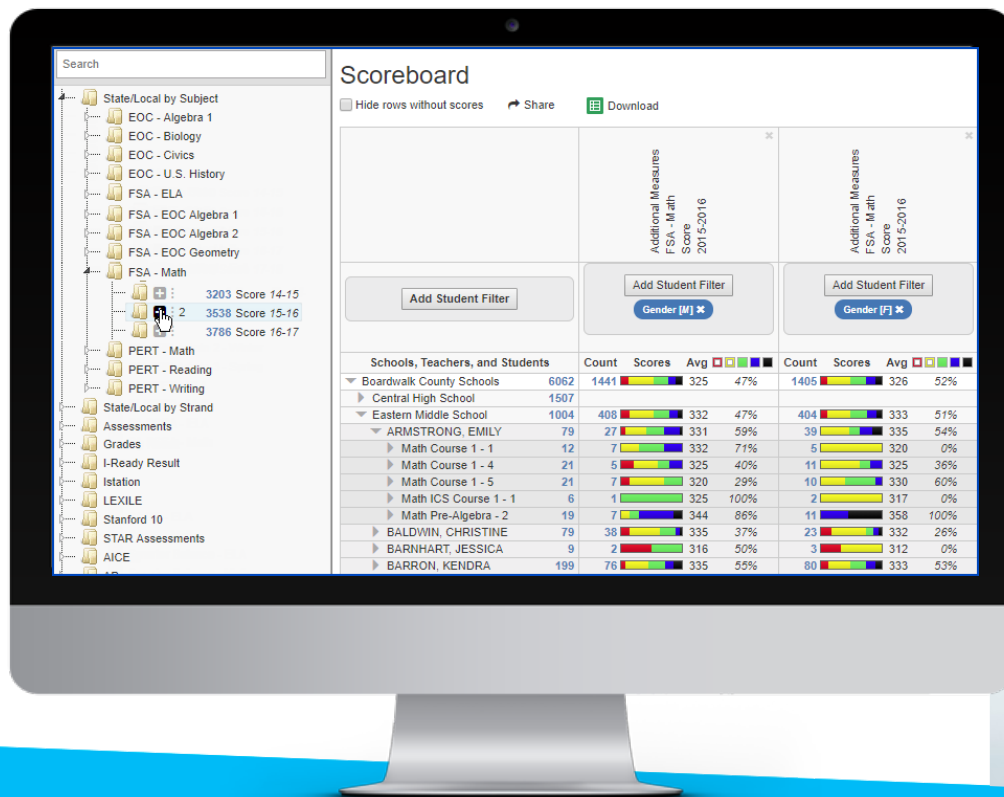 Search
State/Local by Subject
EOC - Algebra 1
EOC - Biology
EOC - Civics
EOC - U.S. History
FSA - ELA
FSA - EOC Algebra 1
FSA - EOC Algebra 2
FSA - EOC Geometry
FSA - Math
3203 Score 14-15
2 3538 Score 15-16
3786 Score 16-17
PERT - Math
PERT - Reading
PERT - Writing
State/Local by Strand
Assessments
Grades
I-Ready Result
Istation
LEXILE
Stanford 10
STAR Assessments
AICE
Scoreboard
Hide rows without scores Share Download
Additional Measures
FSA - Math
Score
2015-2016
Additional Measures
FSA - Math
Score
2015-2016
Add Student Filter
Add Student Filter
Gender [M] ✖
Add Student Filter
Gender [F] ✖
Schools, Teachers, and Students Count Scores Avg Count Scores Avg
Boardwalk County Schools 6062 1441 325 47% 1405 326 52%
Central High School 1507
Eastern Middle School 1004 408 332 47% 404 333 51%
ARMSTRONG, EMILY 79 27 331 59% 39 335 54%
Math Course 1 - 1 12 7 332 71% 5 320 0%
Math Course 1 - 4 21 5 325 40% 11 325 36%
Math Course 1 - 5 21 7 320 29% 10 330 60%
Math ICS Course 1 - 1 6 1 325 100% 2 317 0%
Math Pre-Algebra - 2 19 7 344 86% 11 358 100%
BALDWIN, CHRISTINE 79 38 335 37% 23 332 26%
BARNHART, JESSICA 9 2 316 50% 3 312 0%
BARRON, KENDRA 199 76 335 55% 80 333 53%